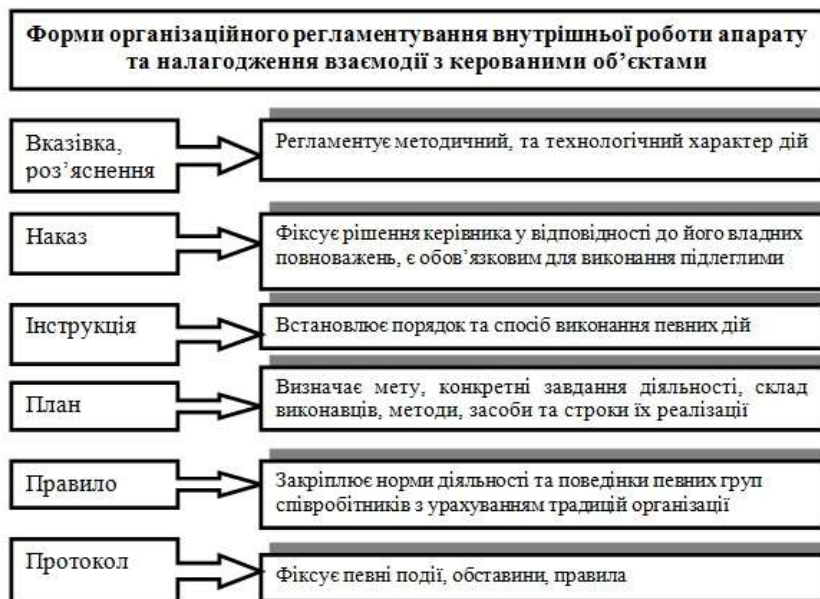 Форми організаційного регламентування внутрішньої роботи апарату
та налагодження взаємодії з керованими об’єктами
Вказівка,
роз’яснення
Регламентує методичний, та технологічний характер дій
Наказ
Фіксує рішення керівника у відповідності до його владних
повноважень, є обов’язковим для виконання підлеглими
Інструкція
Встановлює порядок та спосіб виконання певних дій
План
Визначає мету, конкретні завдання діяльності, склад
виконавців, методи, засоби та строки їх реалізації
Правило
Закріплює норми діяльності та поведінки певних груп
співробітників з урахуванням традицій організації
Протокол
Фіксує певні події, обставини, правила